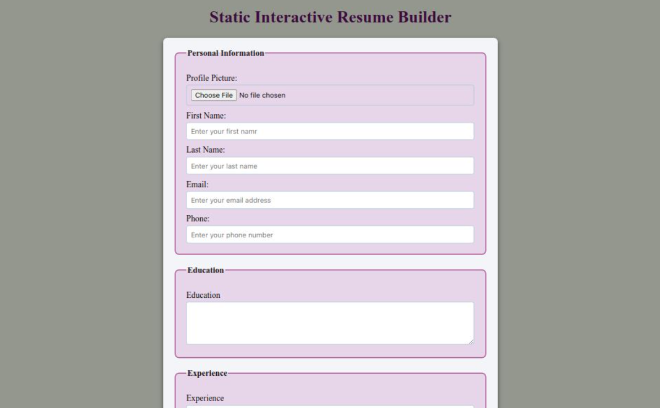 Static Interactive Resume Builder
Personal Information
Profile Picture:
Choose File No file chosen
First Name:
Enter your first namr
Last Name:
Enter your last name
Email:
Enter your email address
Phone:
Enter your phone number
Education
Education
Experience
Experience